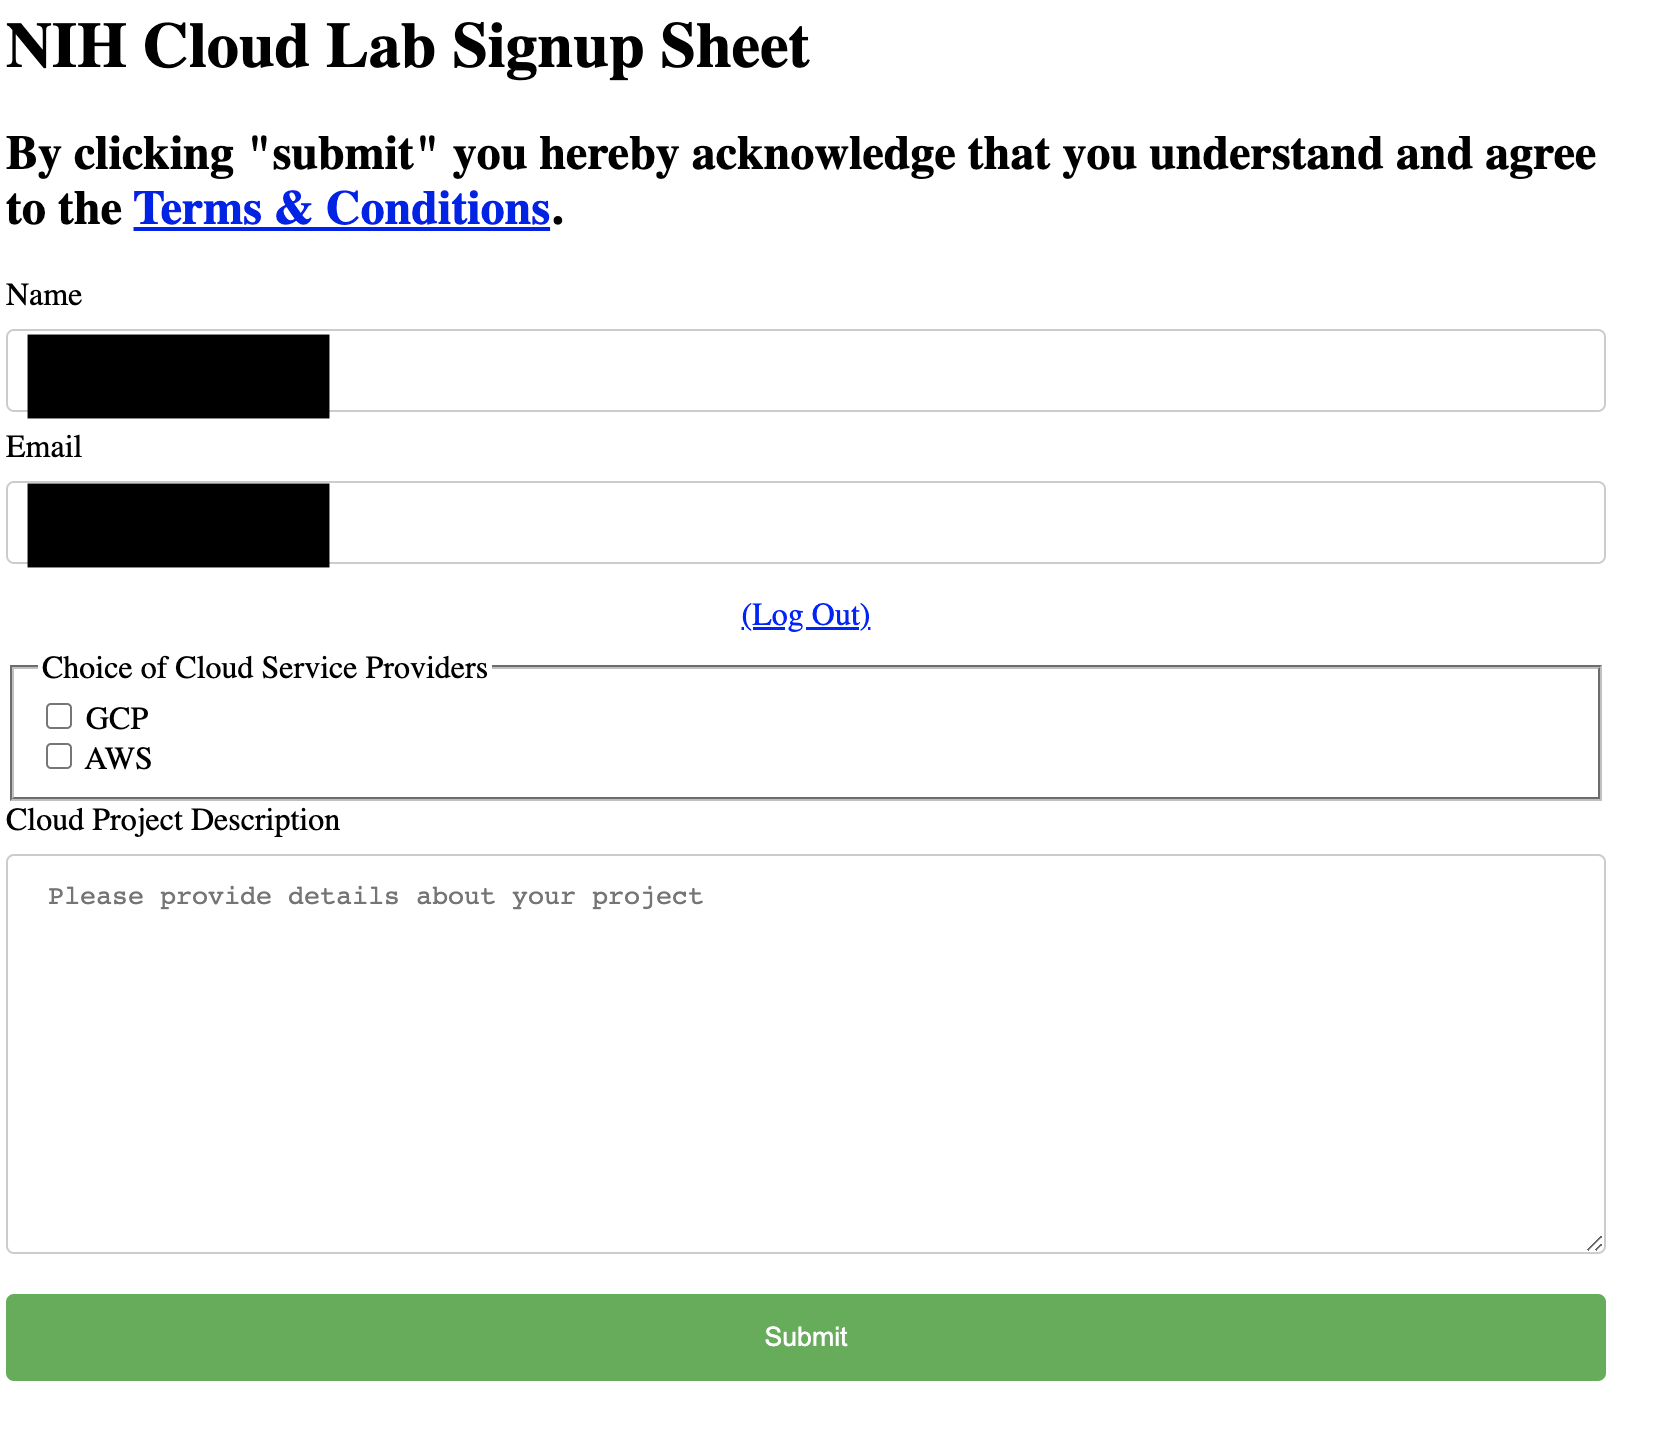 NIH Cloud Lab Signup Sheet
By clicking "submit" you hereby acknowledge that you understand and agree
to the Terms & Conditions.
Name
Email
(Log Out)
Choice of Cloud Service Providers
GCP
AWS
Cloud Project Description
Please provide details about your project
Submit